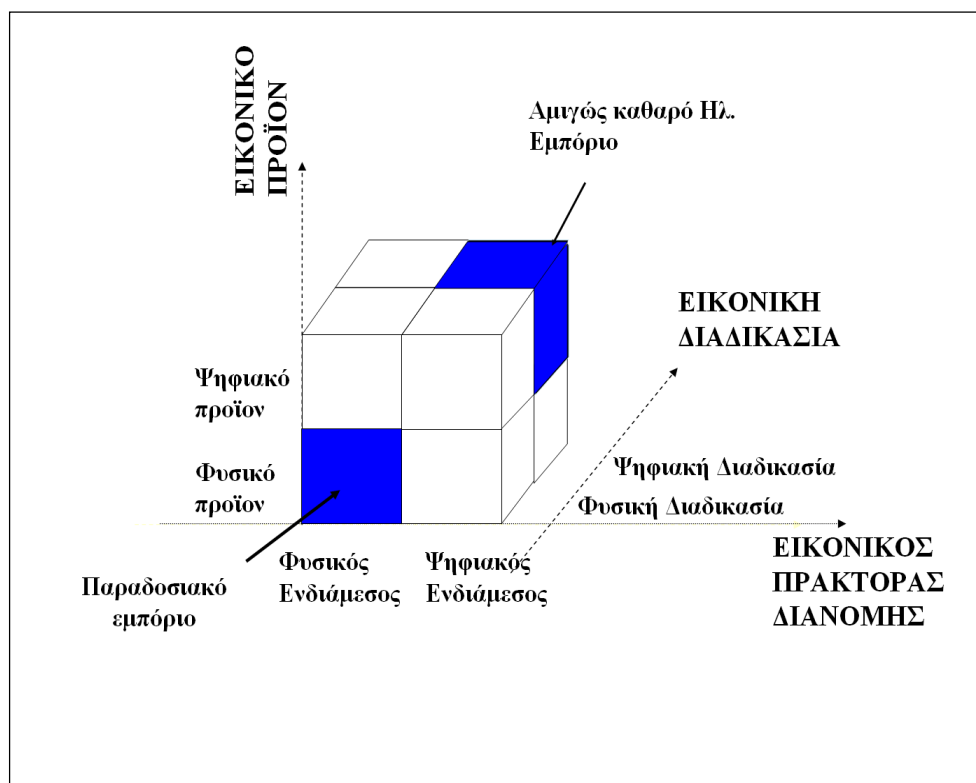 ΕΙΚΟΝΙΚΟ
ΠΡΟΪΟΝ
Αμιγώς καθαρό Ηλ.
Εμπόριο
ΕΙΚΟΝΙΚΗ
ΔΙΑΔΙΚΑΣΙΑ
Ψηφιακό
προϊον
Φυσικό
προϊον
Ψηφιακή Διαδικασία
Φυσική Διαδικασία
Φυσικός
Ενδιάμεσος
Ψηφιακός
Ενδιάμεσος
ΕΙΚΟΝΙΚΟΣ
ΠΡΑΚΤΟΡΑΣ
ΔΙΑΝΟΜΗΣ
Παραδοσιακό
εμπόριο